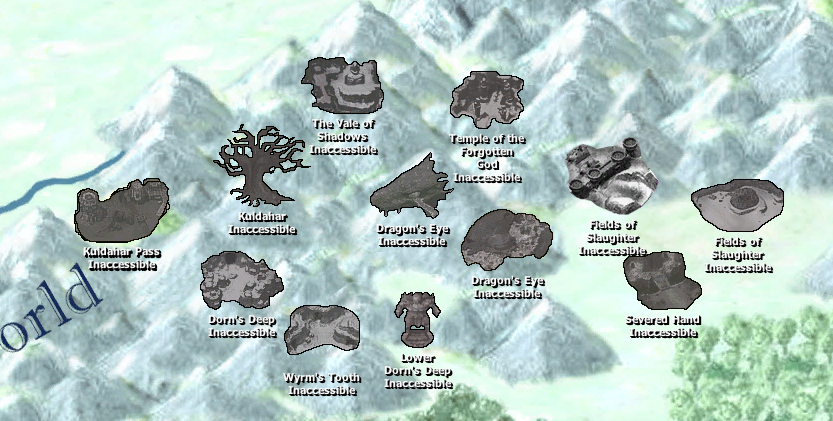 The Vale of
Shadows
Inaccessible
Temple of the
Forgotten
God
Inaccessible
Kuldahar
Inaccessible
Dragon's Eye
Inaccessible
Fields of
Slaughter
Inaccessible
Fields of
Slaughter
Inaccessible
Kuldahar Pass
Inaccessible
Dragon's Eye
Inaccessible
Dorn's Deep
Inaccessible
Severed Hand
Inaccessible
orld
Wyrm's Tooth
Inaccessible
Lower
Dorn's Deep
Inaccessible